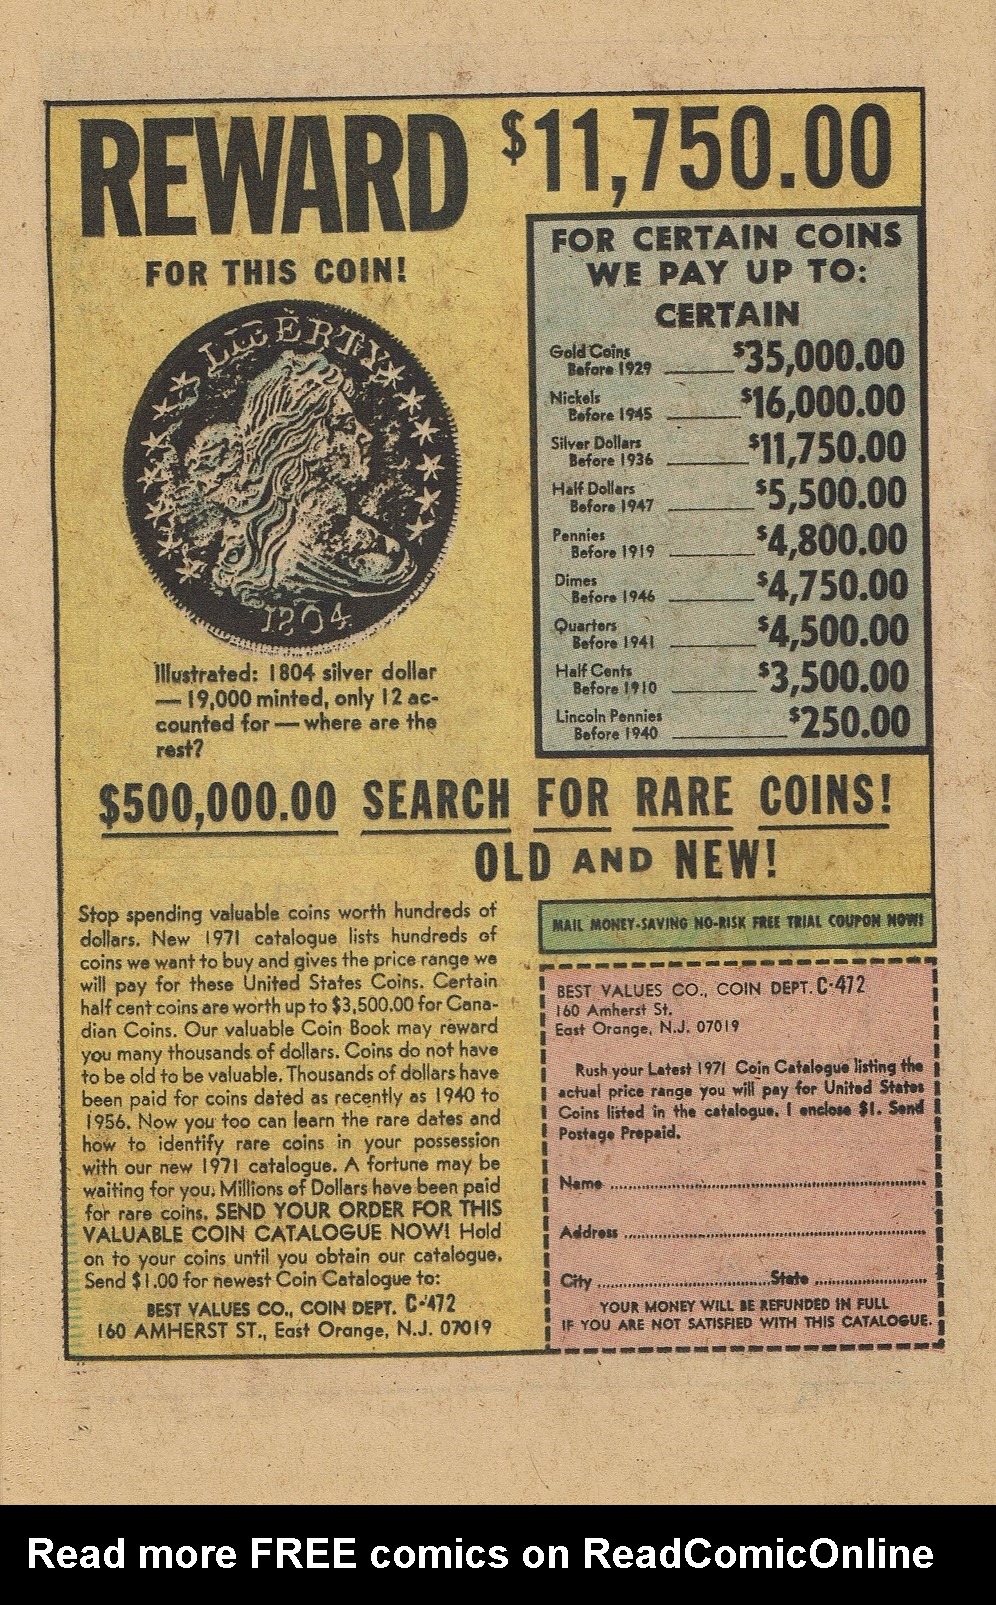 REWARD $11,750.00
FOR THIS COIN!
LIBERTY
1804
Illustrated: 1804 silver dollar
— 19,000 minted, only 12 ac-
counted for — where are the
rest?
FOR CERTAIN COINS
WE PAY UP TO:
CERTAIN
Gold Coins
Before 1929 $35,000.00
Nickels
Before 1945 $16,000.00
Silver Dollars
Before 1936 $11,750.00
Half Dollars
Before 1947 $5,500.00
Pennies
Before 1919 $4,800.00
Dimes
Before 1946 $4,750.00
Quarters
Before 1941 $4,500.00
Half Cents
Before 1910 $3,500.00
Lincoln Pennies
Before 1940 $250.00
$500,000.00 SEARCH FOR RARE COINS!
OLD AND NEW!
Stop spending valuable coins worth hundreds of
dollars. New 1971 catalogue lists hundreds of
coins we want to buy and gives the price range we
will pay for these United States Coins. Certain
half cent coins are worth up to $3,500.00 for Cana-
dian Coins. Our valuable Coin Book may reward
you many thousands of dollars. Coins do not have
to be old to be valuable. Thousands of dollars have
been paid for coins dated as recently as 1940 to
1956. Now you too can learn the rare dates and
how to identify rare coins in your possession
with our new 1971 catalogue. A fortune may be
waiting for you. Millions of Dollars have been paid
for rare coins. SEND YOUR ORDER FOR THIS
VALUABLE COIN CATALOGUE NOW! Hold
on to your coins until you obtain our catalogue.
Send $1.00 for newest Coin Catalogue to:
BEST VALUES CO., COIN DEPT. C-472
160 AMHERST ST., East Orange, N.J. 07019
MAIL MONEY-SAVING NO-RISK FREE TRIAL COUPON NOW!
BEST VALUES CO., COIN DEPT. C-472
160 Amherst St.
East Orange, N.J. 07019
Rush your Latest 1971 Coin Catalogue listing the
actual price range you will pay for United States
Coins listed in the catalogue. I enclose $1. Send
Postage Prepaid.
Name
Address
City State
YOUR MONEY WILL BE REFUNDED IN FULL
IF YOU ARE NOT SATISFIED WITH THIS CATALOGUE.
Read more FREE comics on ReadComicOnline